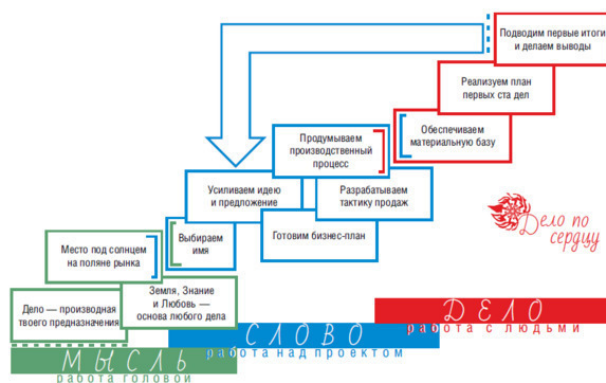 Подводим первые итоги
и делаем выводы
Реализуем план
первых ста дел
Обеспечиваем
материальную базу
Продумываем
производственный
процесс
Усиливаем идею
и предложение
Разрабатываем
тактику продаж
Выбираем
имя
Готовим бизнес-план
Место под солнцем
на поляне рынка
Земля, Знание
и Любовь —
основа любого дела
Дело — производная
твоего предназначения
Дело по
сердцу
ДЕЛО
работа с людьми
СЛОВО
работа над проектом
МЫСЛЬ
работа головой